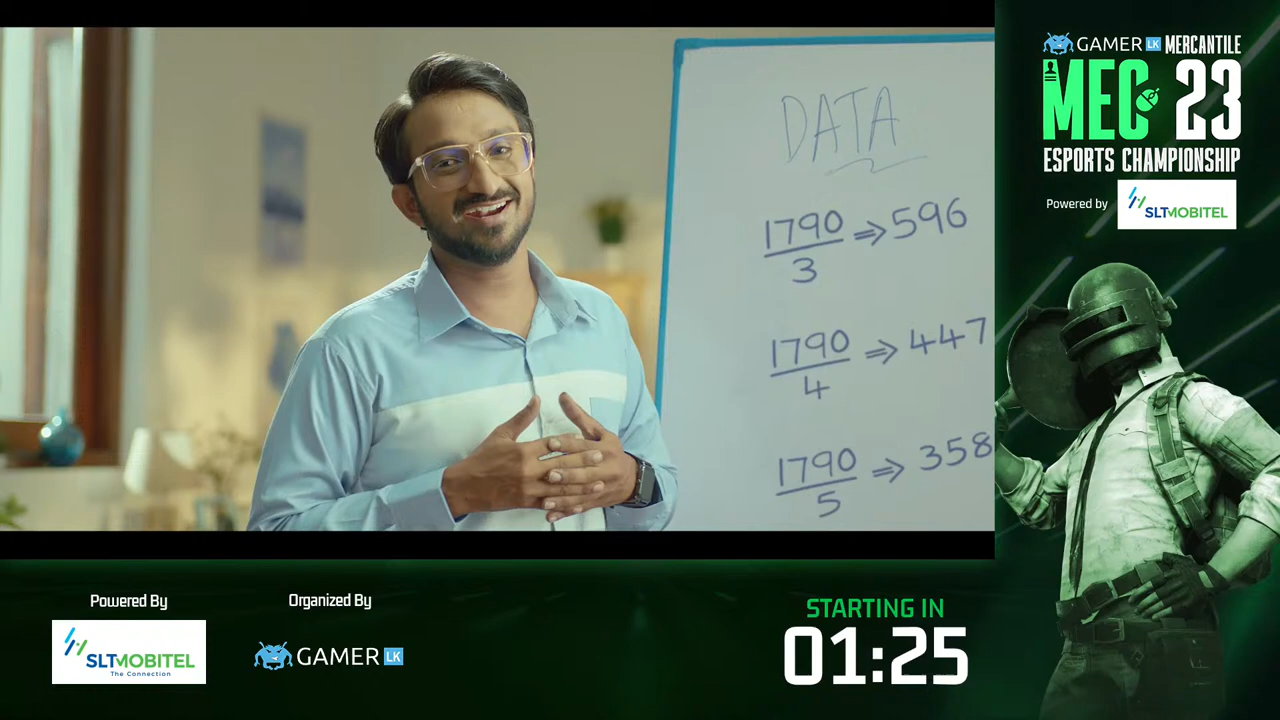 DATA
1790
3
⇒ 596
1790
4
⇒ 447
1790
5
⇒ 358
GAMER LK MERCANTILE
MEC 23
ESPORTS CHAMPIONSHIP
Powered by
SLTMOBITEL
Powered By
SLTMOBITEL
The Connection
Organized By
GAMER LK
STARTING IN
01:25